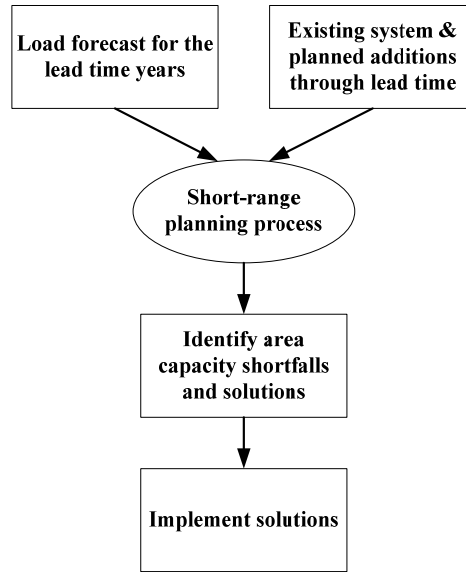 Load forecast for the
lead time years
Existing system &
planned additions
through lead time
Short-range
planning process
Identify area
capacity shortfalls
and solutions
Implement solutions